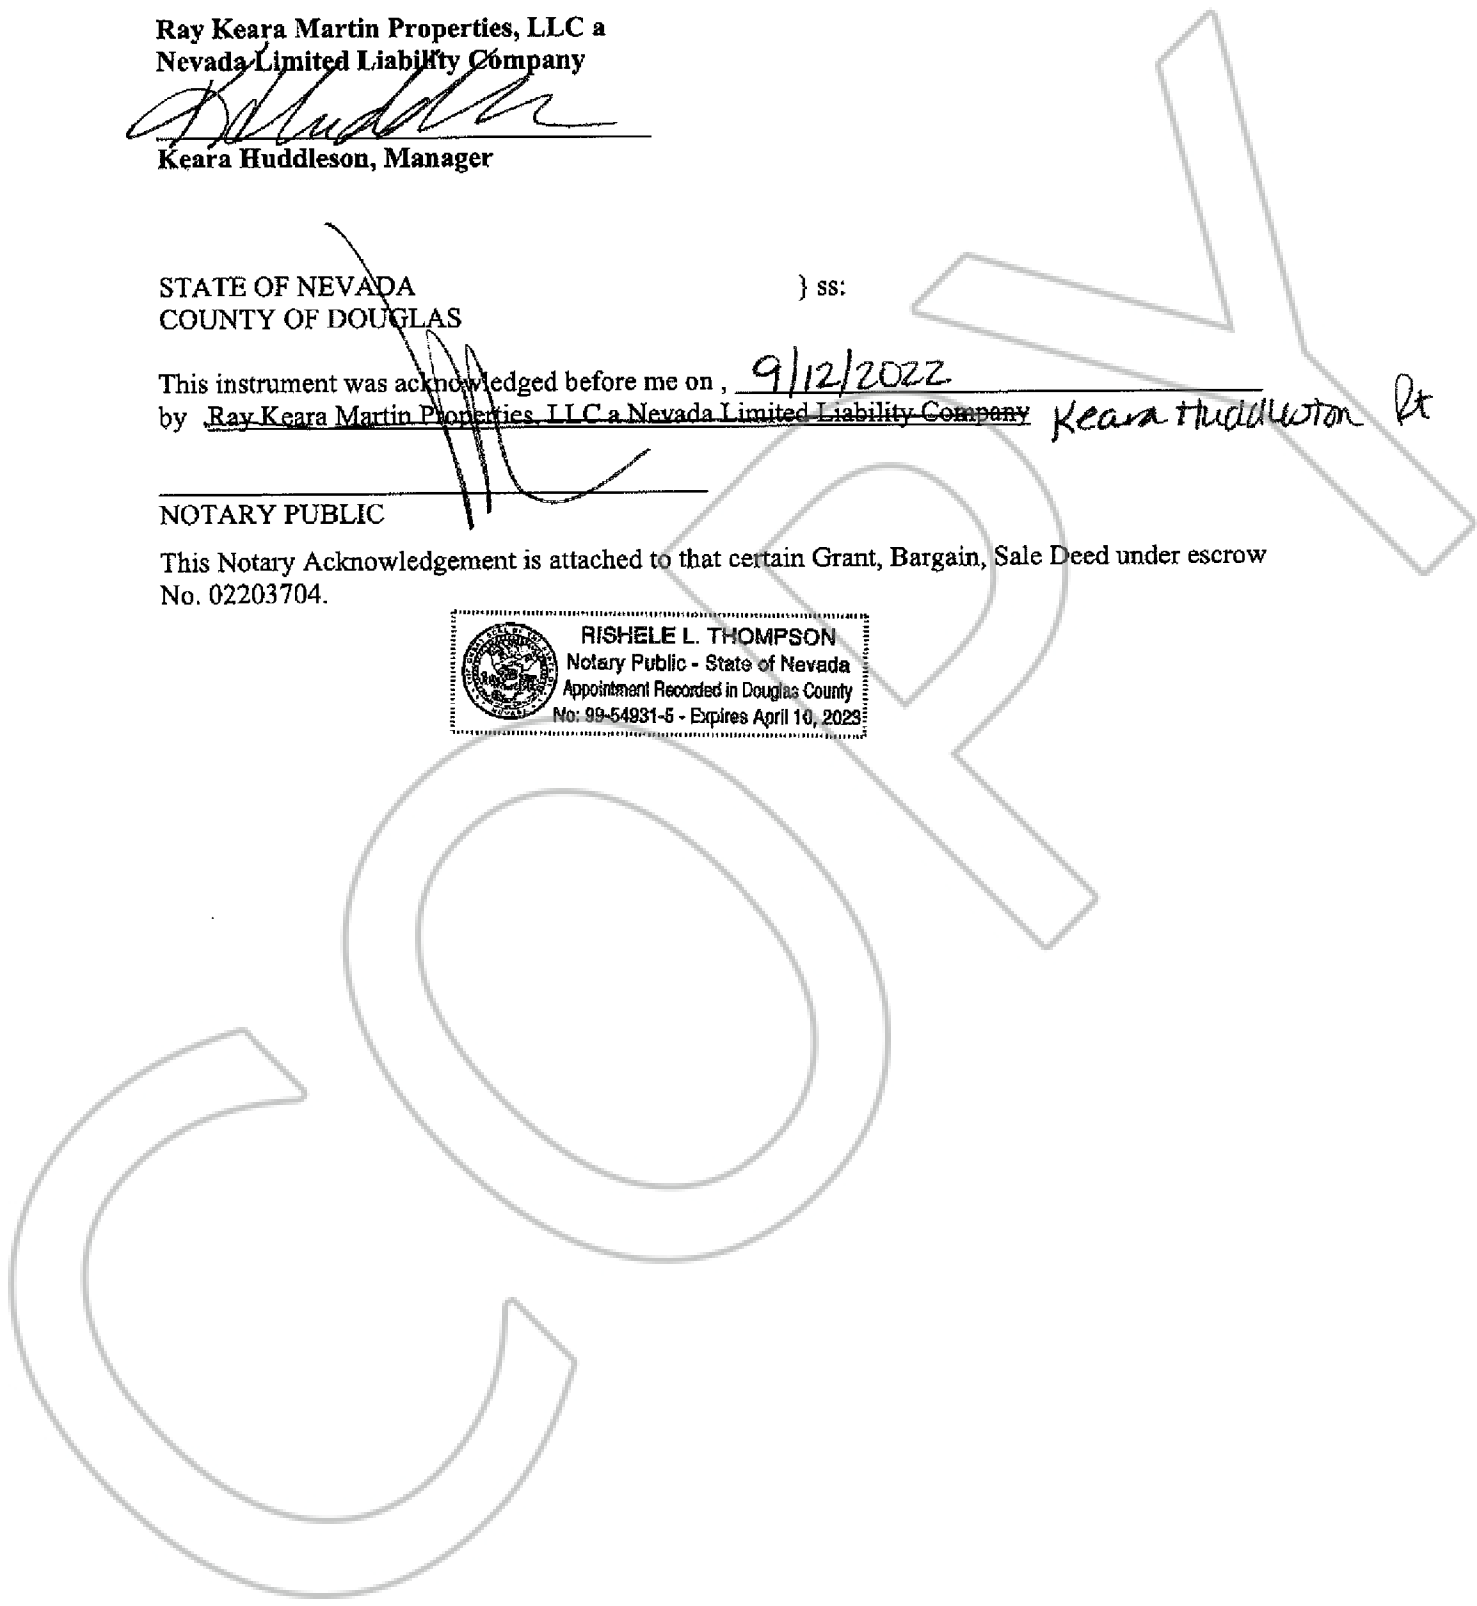 Ray Keara Martin Properties, LLC a
Nevada Limited Liability Company
Keara Huddleson, Manager
STATE OF NEVADA } ss:
COUNTY OF DOUGLAS
This instrument was acknowledged before me on , 9/12/2022
by Ray Keara Martin Properties, LLC a Nevada Limited Liability Company Keara
NOTARY PUBLIC
This Notary Acknowledgement is attached to that certain Grant, Bargain, Sale Deed under escrow
No. 02203704.
RISHELE L. THOMPSON
Notary Public - State of Nevada
Appointment Recorded in Douglas County
No: 99-54931-5 - Expires April 10, 2023
COPY